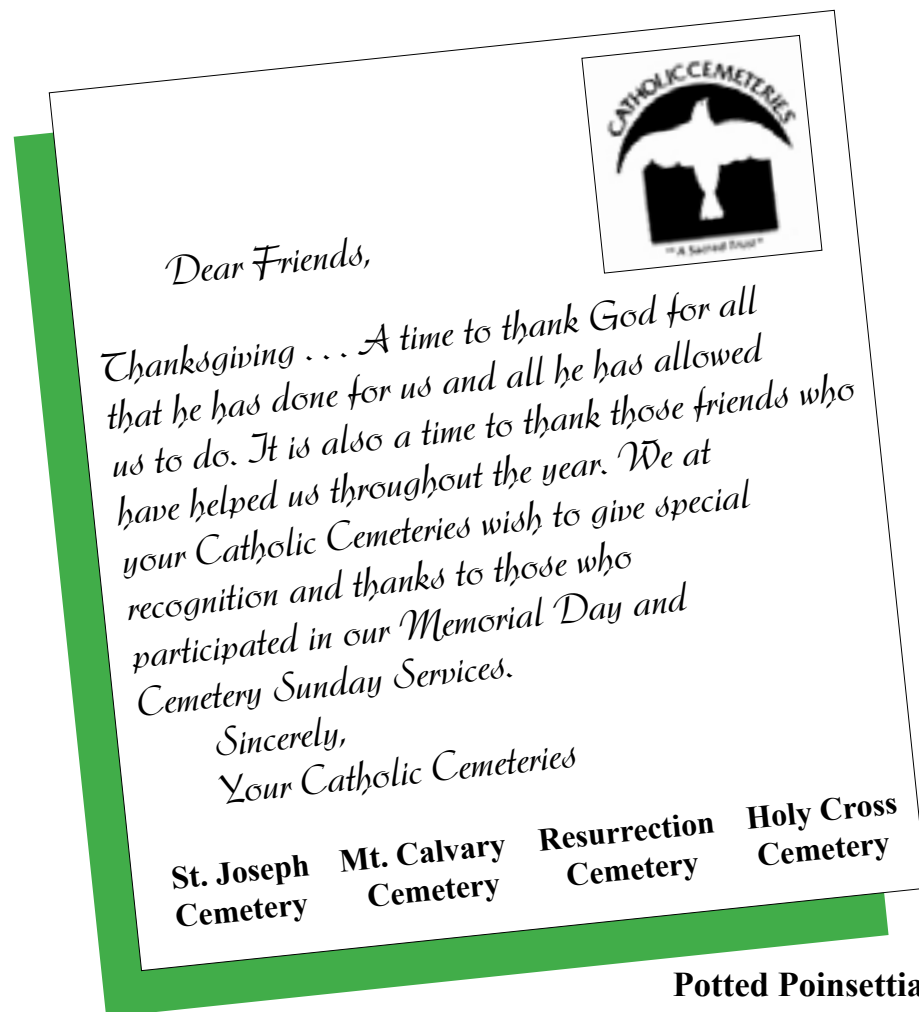 CATHOLIC CEMETERIES
"A Sacred Trust"
Dear Friends,
Thanksgiving . . . A time to thank God for all
that he has done for us and all he has allowed
us to do. It is also a time to thank those friends who
have helped us throughout the year. We at
your Catholic Cemeteries wish to give special
recognition and thanks to those who
participated in our Memorial Day and
Cemetery Sunday Services.
Sincerely,
Your Catholic Cemeteries
St. Joseph Cemetery
Mt. Calvary Cemetery
Resurrection Cemetery
Holy Cross Cemetery
Potted Poinsettia